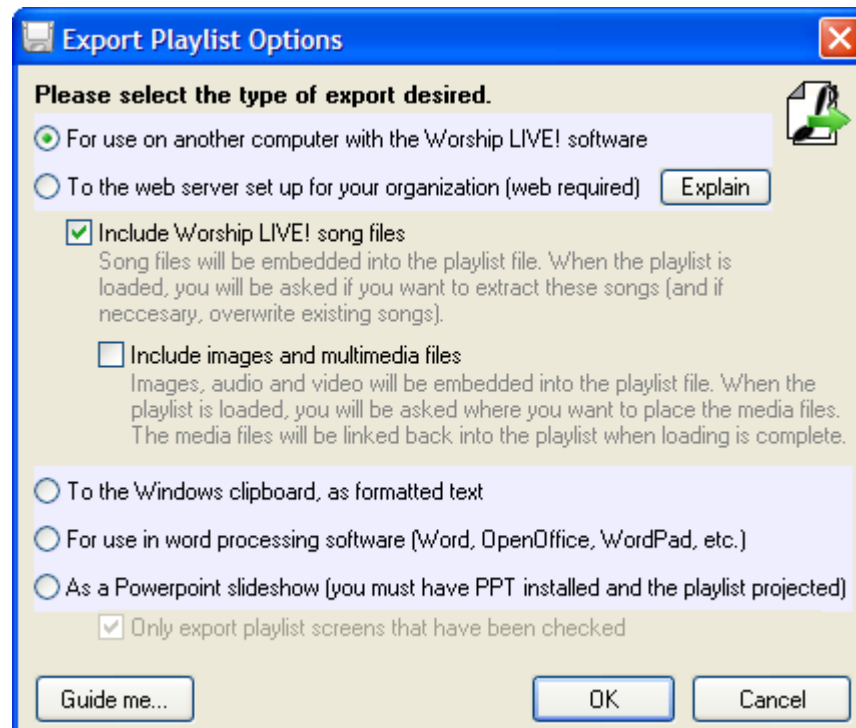 Export Playlist Options
Please select the type of export desired.
For use on another computer with the Worship LIVE! software
To the web server set up for your organization (web required) Explain
Include Worship LIVE! song files
Song files will be embedded into the playlist file. When the playlist is
loaded, you will be asked if you want to extract these songs (and if
neccesary, overwrite existing songs).
Include images and multimedia files
Images, audio and video will be embedded into the playlist file. When the
playlist is loaded, you will be asked where you want to place the media files.
The media files will be linked back into the playlist when loading is complete.
To the Windows clipboard, as formatted text
For use in word processing software (Word, OpenOffice, WordPad, etc.)
As a Powerpoint slideshow (you must have PPT installed and the playlist projected)
Only export playlist screens that have been checked
Guide me... OK Cancel